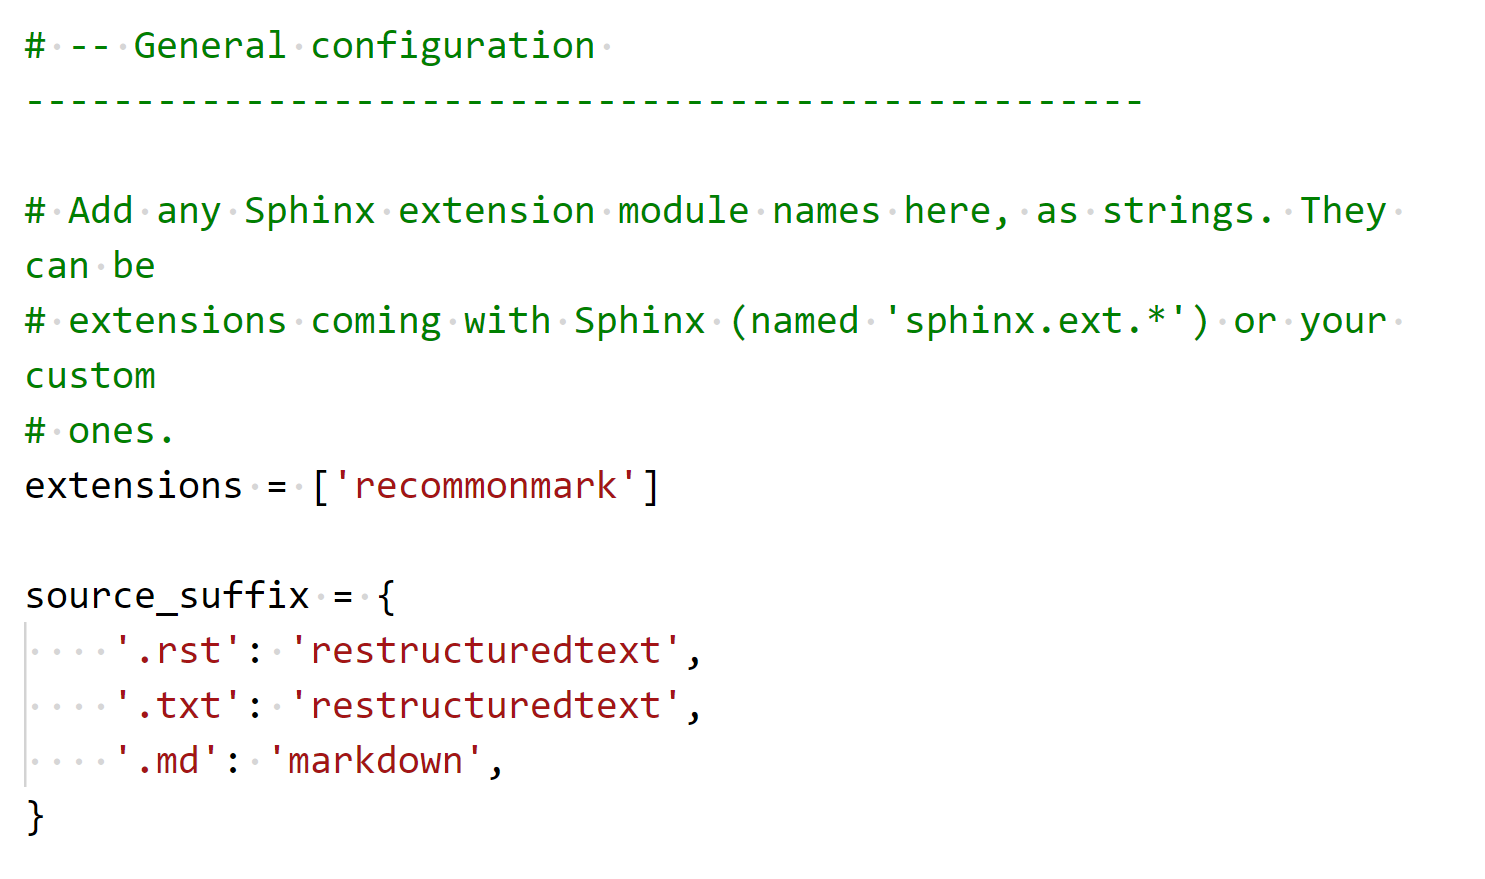 # -- General configuration
---------------------------------------------------
# Add any Sphinx extension module names here, as strings. They
can be
# extensions coming with Sphinx (named 'sphinx.ext.*') or your
custom
# ones.
extensions = ['recommonmark']
source_suffix = {
    '.rst': 'restructuredtext',
    '.txt': 'restructuredtext',
    '.md': 'markdown',
}